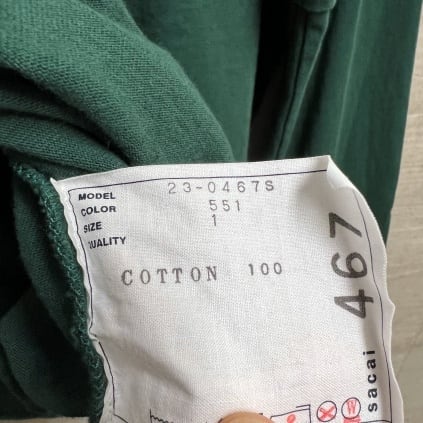 MODEL 23-0467S
COLOR 551
SIZE 1
QUALITY
COTTON 100
467
sacai
W